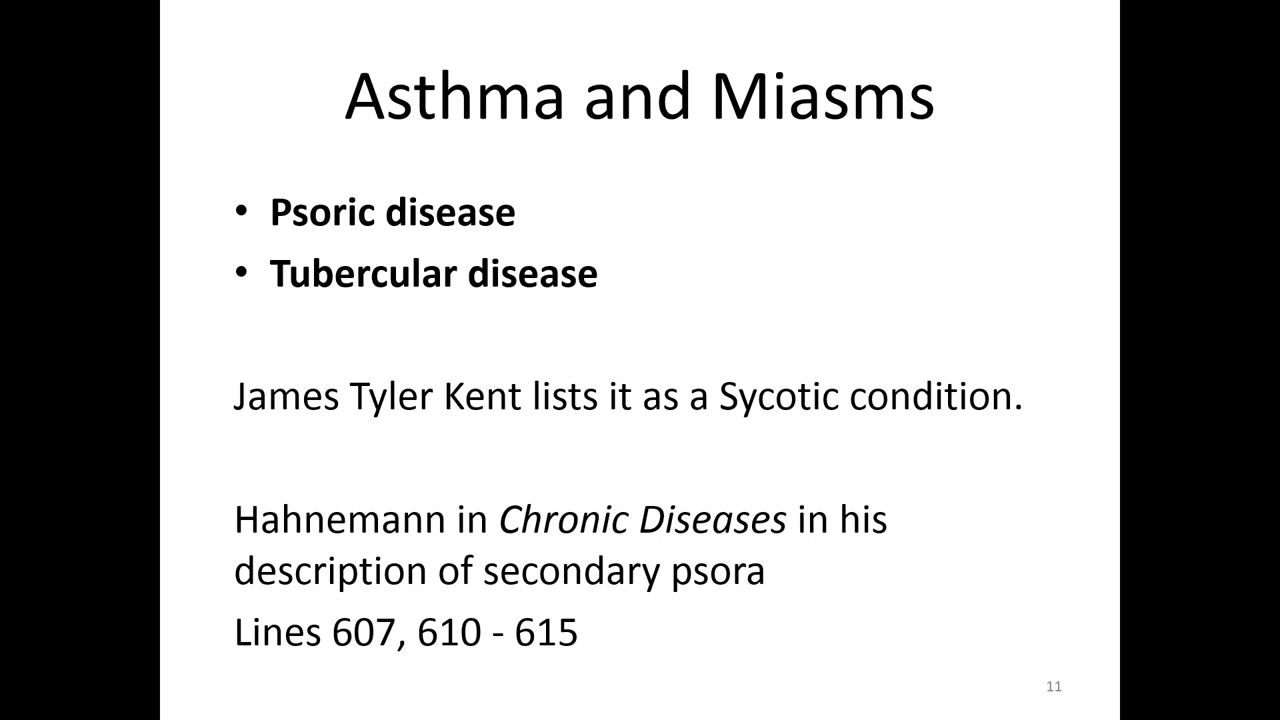 Asthma and Miasms
• Psoric disease
• Tubercular disease
James Tyler Kent lists it as a Sycotic condition.
Hahnemann in Chronic Diseases in his
description of secondary psora
Lines 607, 610 - 615
11